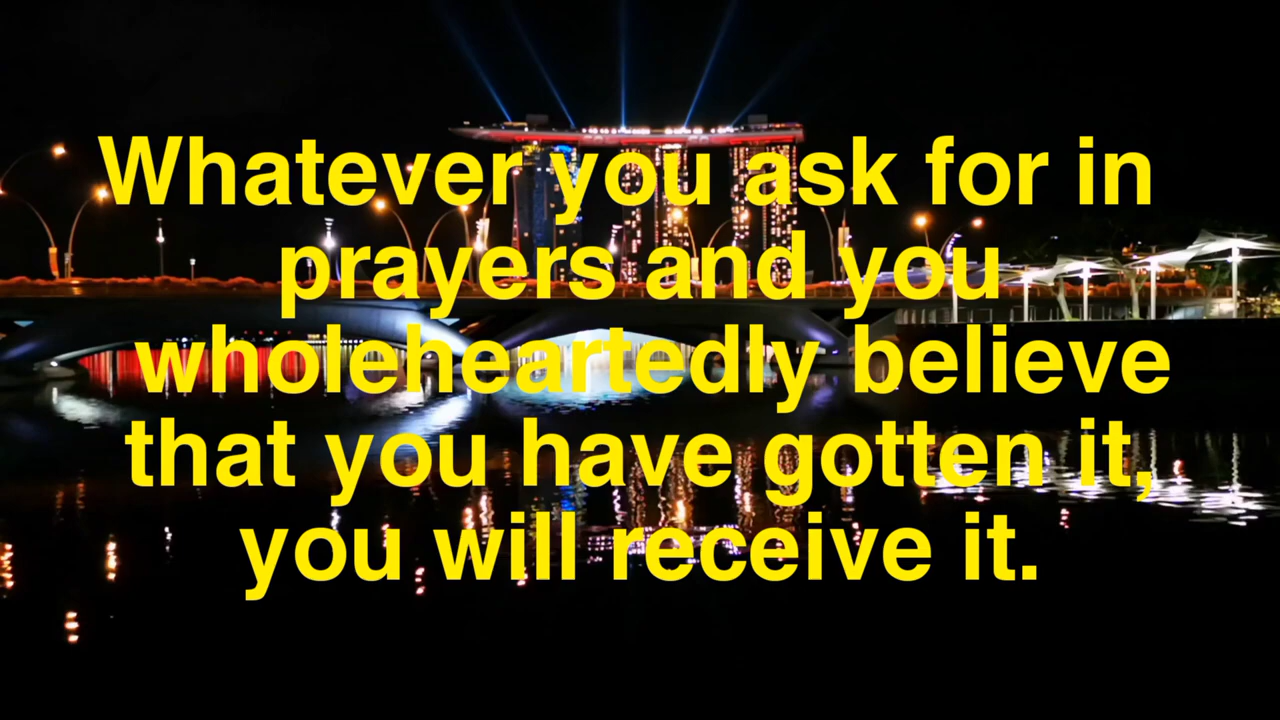 Whatever you ask for in
prayers and you
wholeheartedly believe
that you have gotten it,
you will receive it.